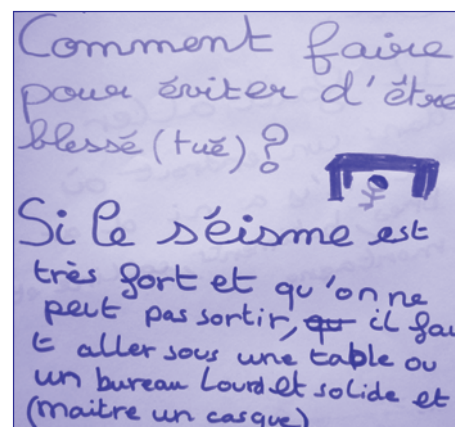 Comment faire
pour éviter d'être
blessé (tué)?
Si le séisme est
très fort et qu'on ne
peut pas sortir, qu il fau
t aller sous une table ou
un bureau lourd et solide et
(maitre un casque)